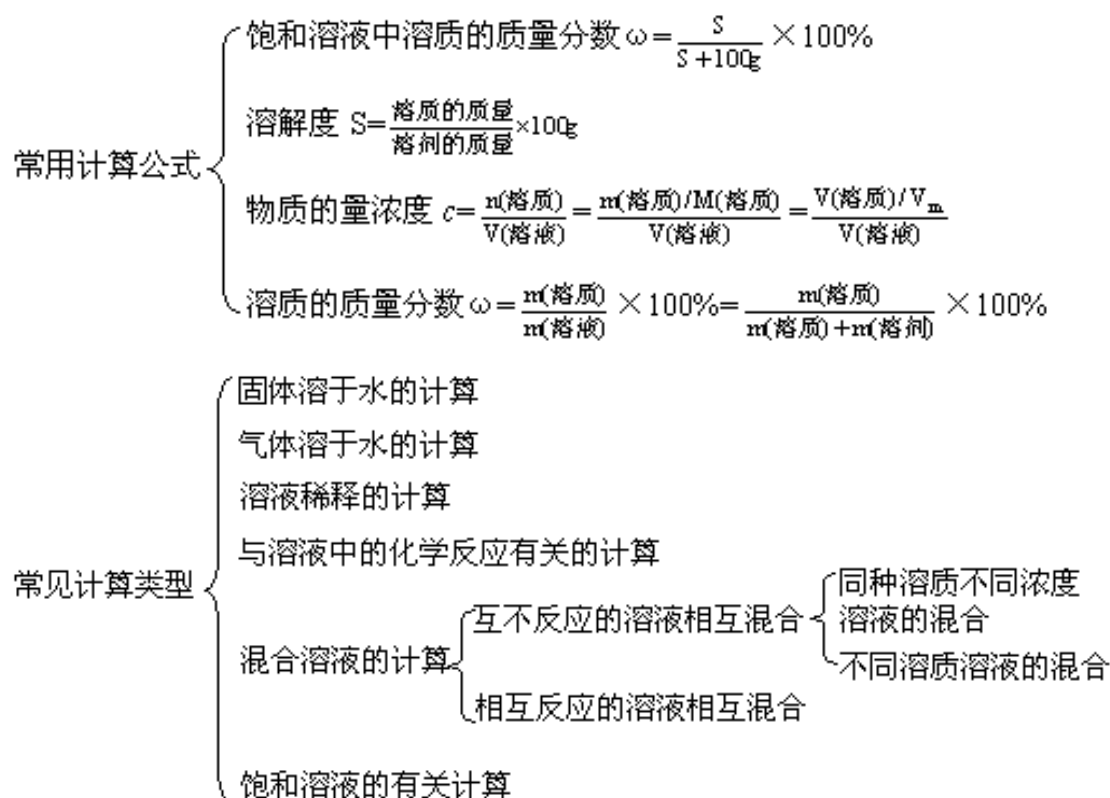 饱和溶液中溶质的质量分数ω=S/(S+100g)×100%
溶解度 S=溶质的质量/溶剂的质量×100g
常用计算公式
物质的量浓度 c=n(溶质)/V(溶液)=(m(溶质)/M(溶质))/V(溶液)=(V(溶质)/Vm)/V(溶液)
溶质的质量分数ω=m(溶质)/m(溶液)×100%=m(溶质)/(m(溶质)+m(溶剂))×100%
固体溶于水的计算
气体溶于水的计算
溶液稀释的计算
与溶液中的化学反应有关的计算
常见计算类型
混合溶液的计算
互不反应的溶液相互混合
同种溶质不同浓度
溶液的混合
不同溶质溶液的混合
相互反应的溶液相互混合
饱和溶液的有关计算